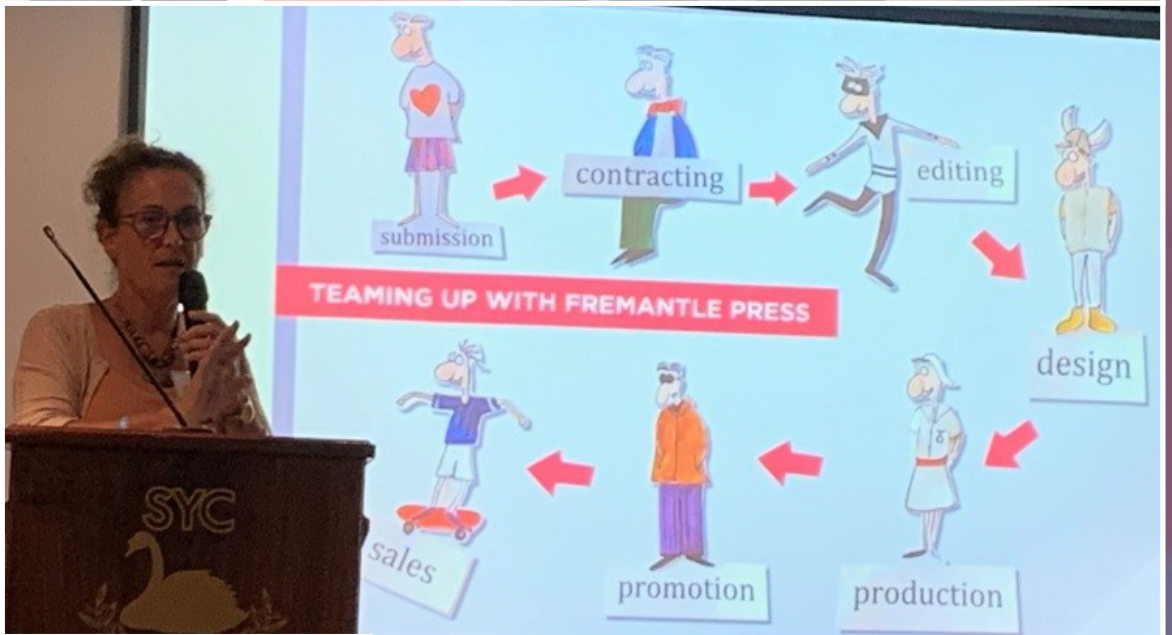 submission
contracting
editing
design
TEAMING UP WITH FREMANTLE PRESS
production
promotion
sales
SYC